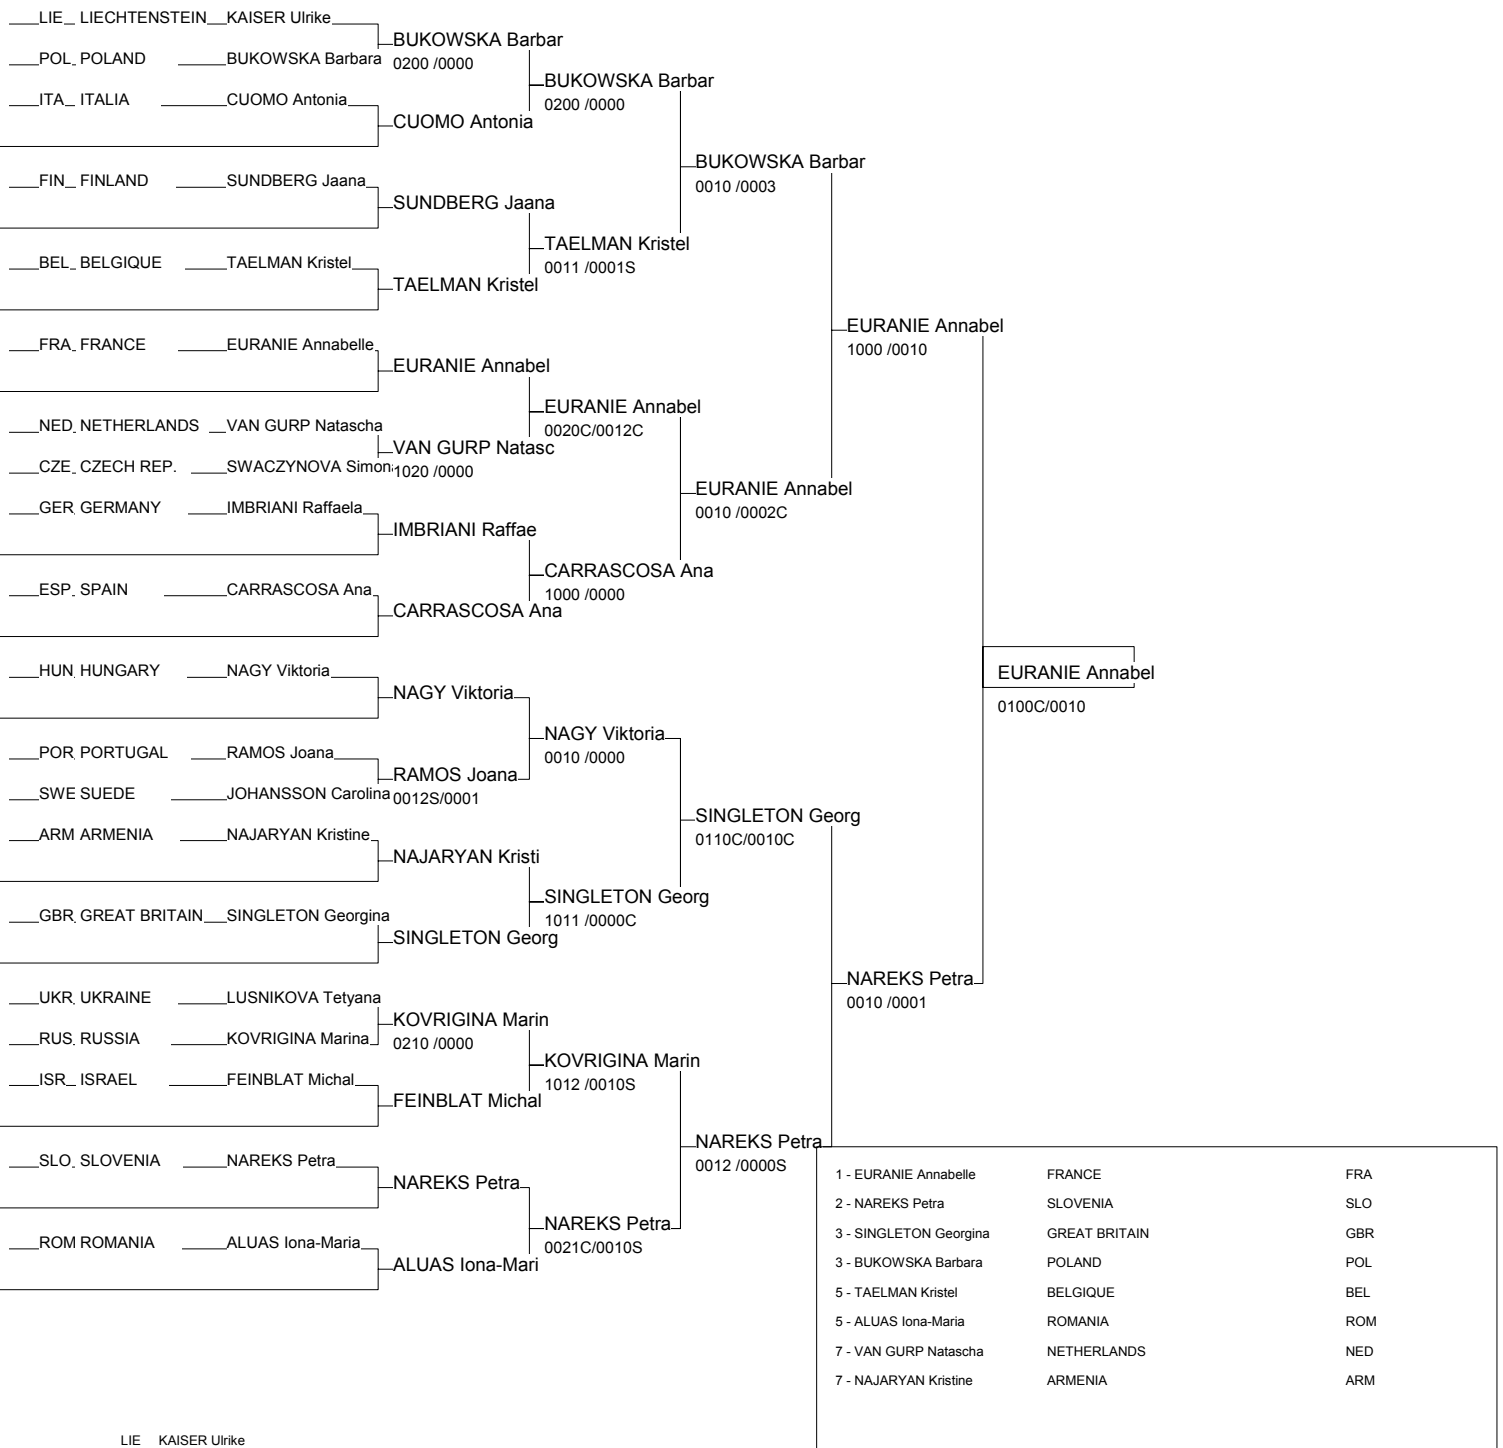 LIE LIECHTENSTEIN KAISER Ulrike
BUKOWSKA Barbar
POL POLAND BUKOWSKA Barbara 0200 /0000
BUKOWSKA Barbar
ITA ITALIA CUOMO Antonia 0200 /0000
CUOMO Antonia
BUKOWSKA Barbar
FIN FINLAND SUNDBERG Jaana 0010 /0003
SUNDBERG Jaana
TAELMAN Kristel
BEL BELGIQUE TAELMAN Kristel 0011 /0001S
TAELMAN Kristel
EURANIE Annabel
FRA FRANCE EURANIE Annabelle 1000 /0010
EURANIE Annabel
EURANIE Annabel
NED NETHERLANDS VAN GURP Natascha 0020C/0012C
VAN GURP Natasc
CZE CZECH REP. SWACZYNOVA Simon 1020 /0000
EURANIE Annabel
GER GERMANY IMBRIANI Raffaela 0010 /0002C
IMBRIANI Raffae
CARRASCOSA Ana
ESP SPAIN CARRASCOSA Ana 1000 /0000
CARRASCOSA Ana
HUN HUNGARY NAGY Viktoria EURANIE Annabel
NAGY Viktoria 0100C/0010
NAGY Viktoria
POR PORTUGAL RAMOS Joana 0010 /0000
RAMOS Joana
SWE SUEDE JOHANSSON Carolina 0012S/0001
SINGLETON Georg
ARM ARMENIA NAJARYAN Kristine 0110C/0010C
NAJARYAN Kristi
SINGLETON Georg
GBR GREAT BRITAIN SINGLETON Georgina 1011 /0000C
SINGLETON Georg
NAREKS Petra
UKR UKRAINE LUSNIKOVA Tetyana 0010 /0001
KOVRIGINA Marin
RUS RUSSIA KOVRIGINA Marina 0210 /0000
KOVRIGINA Marin
ISR ISRAEL FEINBLAT Michal 1012 /0010S
FEINBLAT Michal
NAREKS Petra
SLO SLOVENIA NAREKS Petra 0012 /0000S
NAREKS Petra
NAREKS Petra
ROM ROMANIA ALUAS Iona-Maria 0021C/0010S
ALUAS Iona-Mari
1 - EURANIE Annabelle FRANCE FRA
2 - NAREKS Petra SLOVENIA SLO
3 - SINGLETON Georgina GREAT BRITAIN GBR
3 - BUKOWSKA Barbara POLAND POL
5 - TAELMAN Kristel BELGIQUE BEL
5 - ALUAS Iona-Maria ROMANIA ROM
7 - VAN GURP Natascha NETHERLANDS NED
7 - NAJARYAN Kristine ARMENIA ARM
LIE KAISER Ulrike